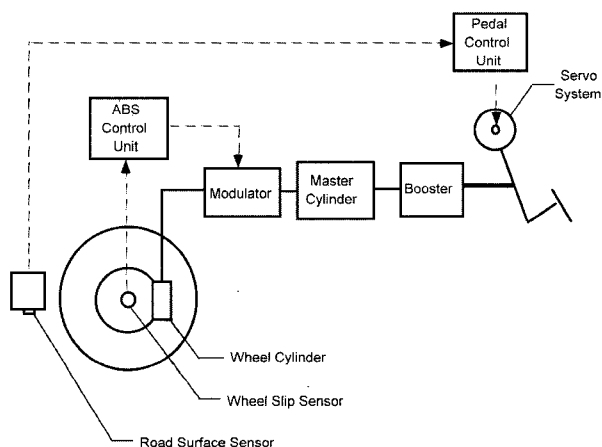 Pedal
Control
Unit
Servo
System
ABS
Control
Unit
Modulator
Master
Cylinder
Booster
Wheel Cylinder
Wheel Slip Sensor
Road Surface Sensor